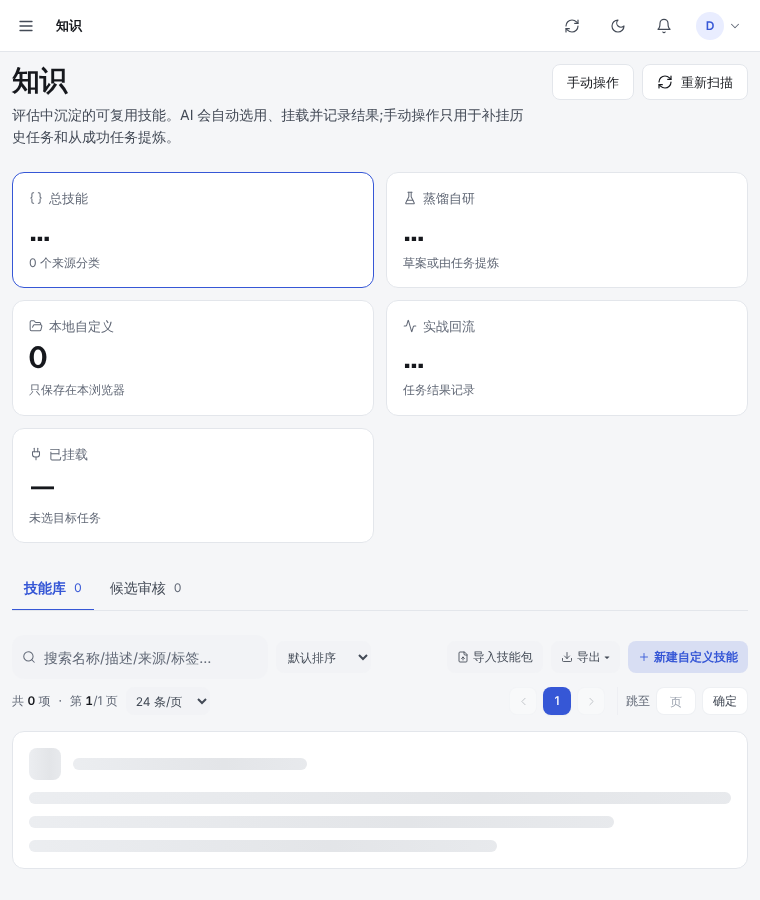 知识
D
知识
手动操作
重新扫描
评估中沉淀的可复用技能。AI 会自动选用、挂载并记录结果;手动操作只用于补挂历
史任务和从成功任务提炼。
总技能
...
0 个来源分类
蒸馏自研
...
草案或由任务提炼
本地自定义
0
只保存在本浏览器
实战回流
...
任务结果记录
已挂载
—
未选目标任务
技能库 0
候选审核 0
搜索名称/描述/来源/标签...
默认排序
导入技能包
导出
新建自定义技能
共 0 项 · 第 1/1 页
24 条/页
1
跳至
页
确定